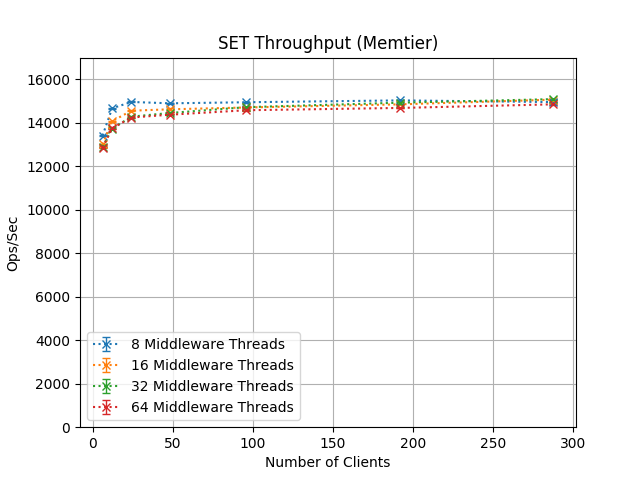 SET Throughput (Memtier)
Ops/Sec
16000
14000
12000
10000
8000
6000
4000
2000
0
8 Middleware Threads
16 Middleware Threads
32 Middleware Threads
64 Middleware Threads
0 50 100 150 200 250 300
Number of Clients